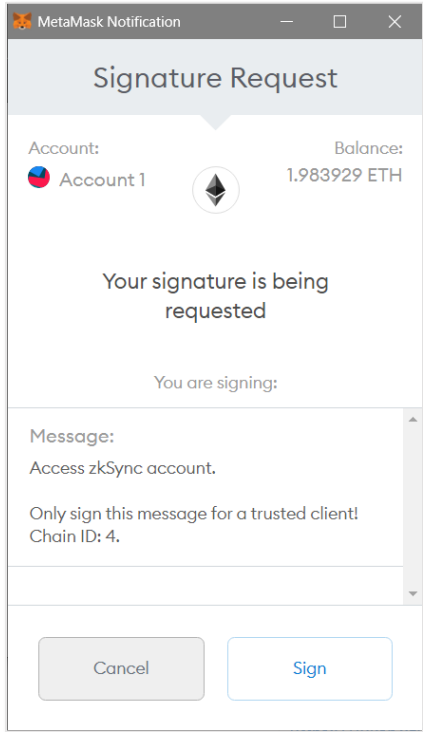 MetaMask Notification
Signature Request
Account:
Balance:
Account 1
1.983929 ETH
Your signature is being
requested
You are signing:
Message:
Access zkSync account.
Only sign this message for a trusted client!
Chain ID: 4.
Cancel
Sign